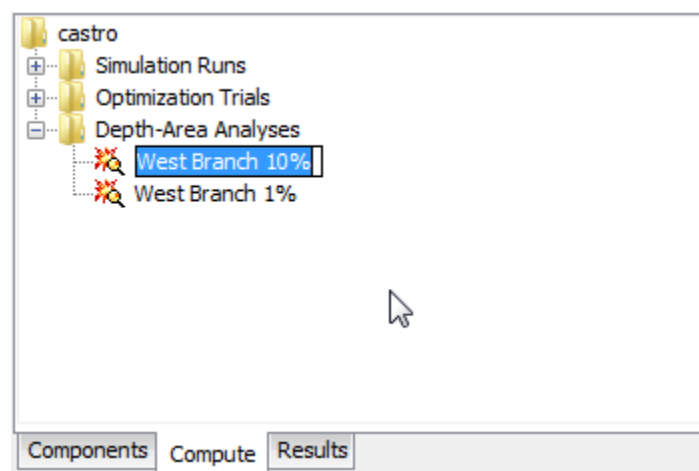 castro
Simulation Runs
Optimization Trials
Depth-Area Analyses
West Branch 10%
West Branch 1%
Components Compute Results